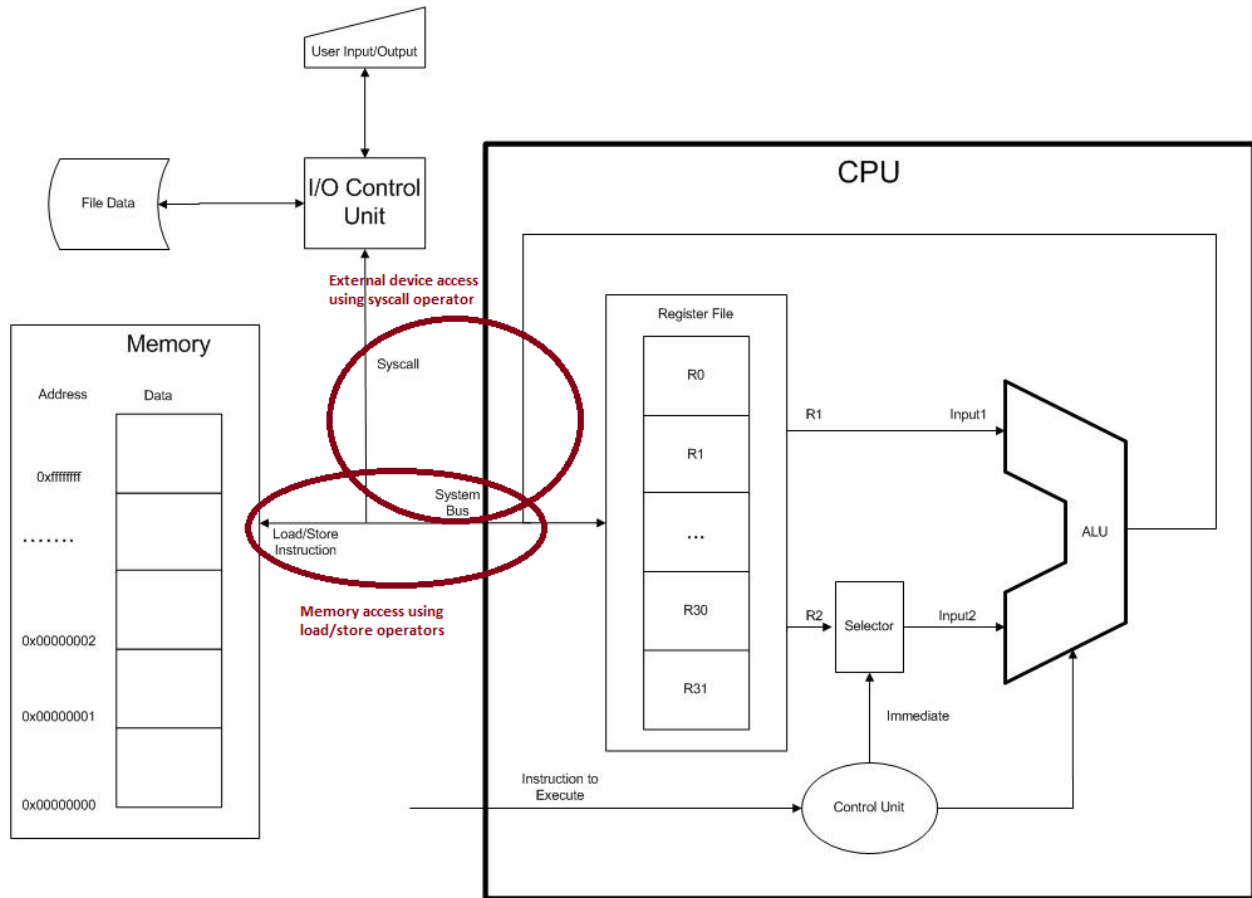 User Input/Output
I/O Control
Unit
File Data
External device access
using syscall operator
Syscall
Memory
Address
Data
0xffffffff
.......
0x00000002
0x00000001
0x00000000
System
Bus
Load/Store
Instruction
Memory access using
load/store operators
CPU
Register File
R0
R1
...
R30
R31
R1
Input1
R2
Selector
Input2
ALU
Immediate
Instruction to
Execute
Control Unit